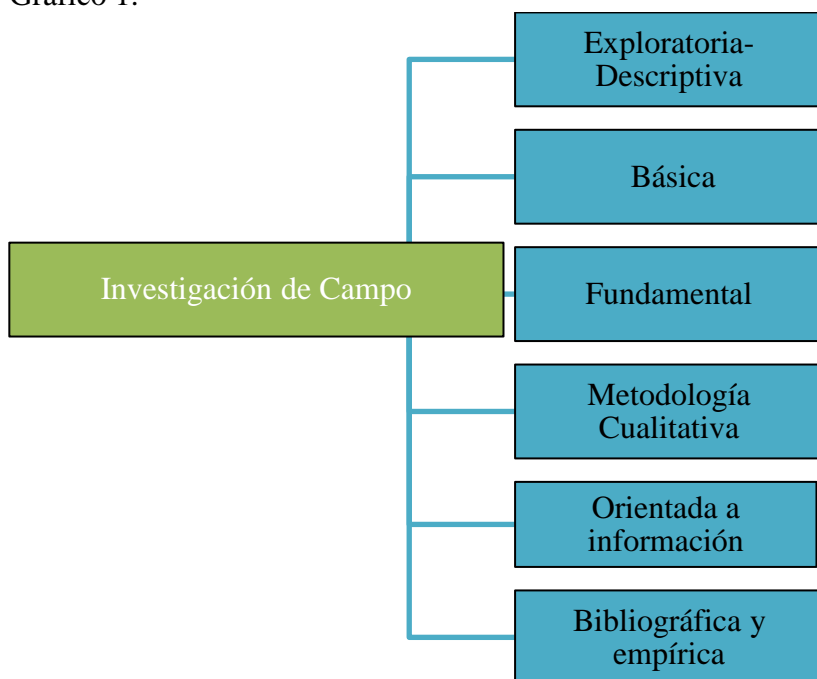 Gráfico 1.
Exploratoria-
Descriptiva
Básica
Investigación de Campo
Fundamental
Metodología
Cualitativa
Orientada a
información
Bibliográfica y
empírica